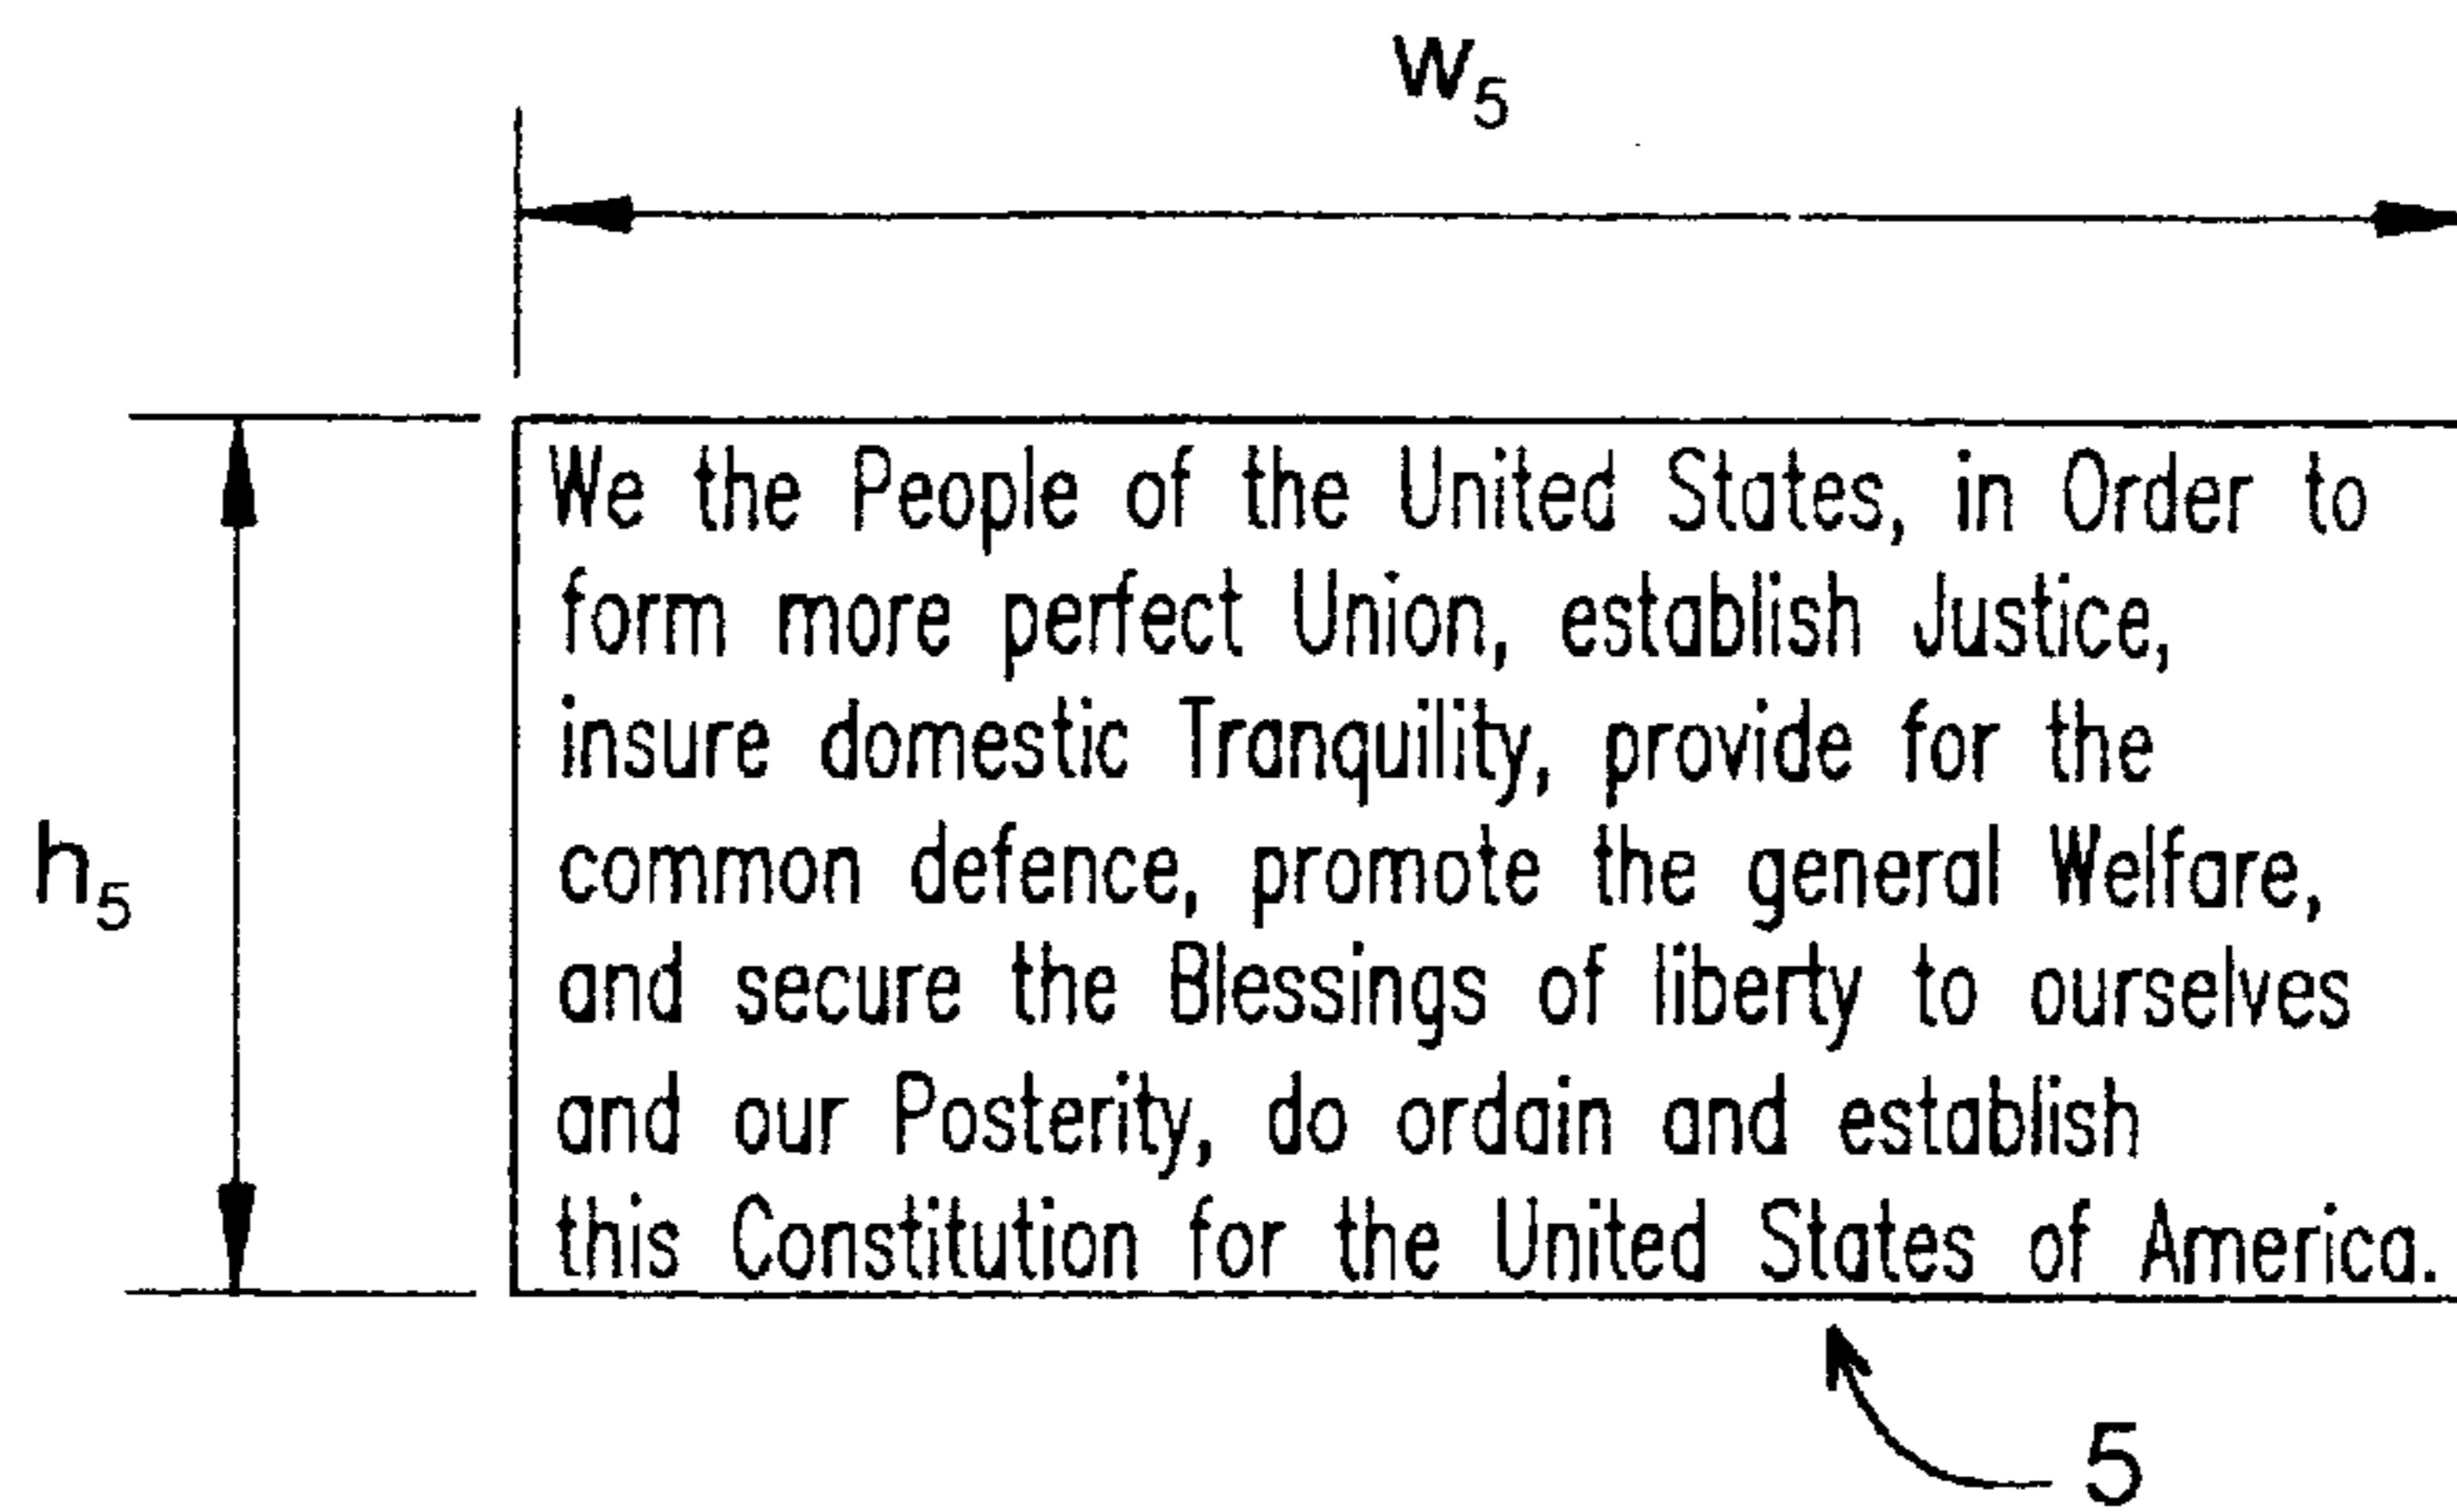 w5
h5
We the People of the United States, in Order to
form more perfect Union, establish Justice,
insure domestic Tranquility, provide for the
common defence, promote the general Welfare,
and secure the Blessings of liberty to ourselves
and our Posterity, do ordain and establish
this Constitution for the United States of America.
5